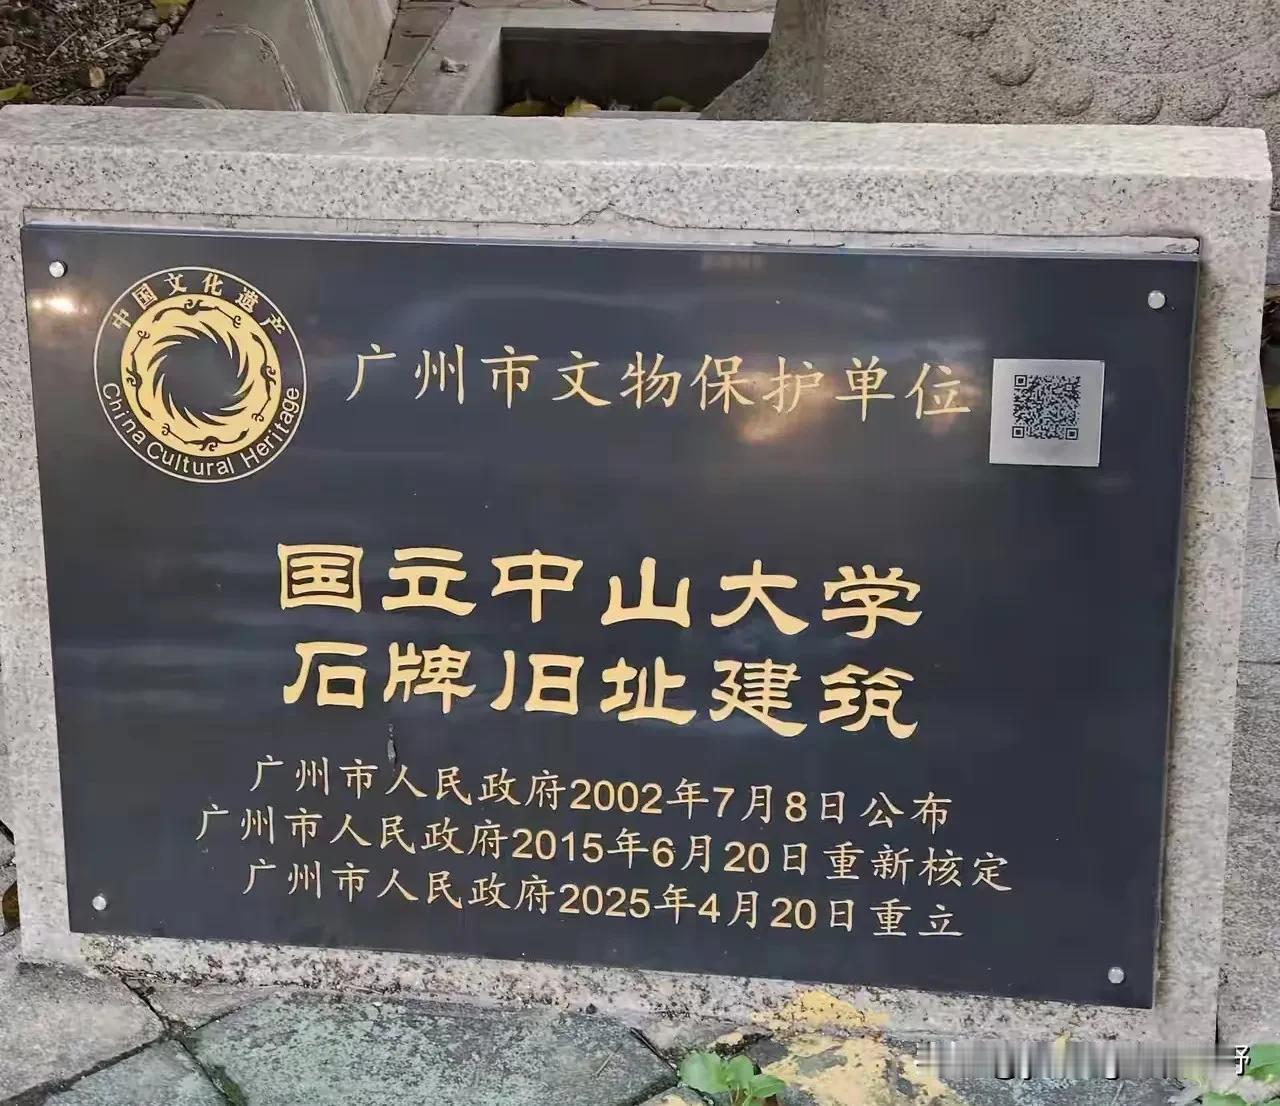 中国文化遗产
China Cultural Heritage
广州市文物保护单位
国立中山大学
石牌旧址建筑
广州市人民政府2002年7月8日公布
广州市人民政府2015年6月20日重新核定
广州市人民政府2025年4月20日重立